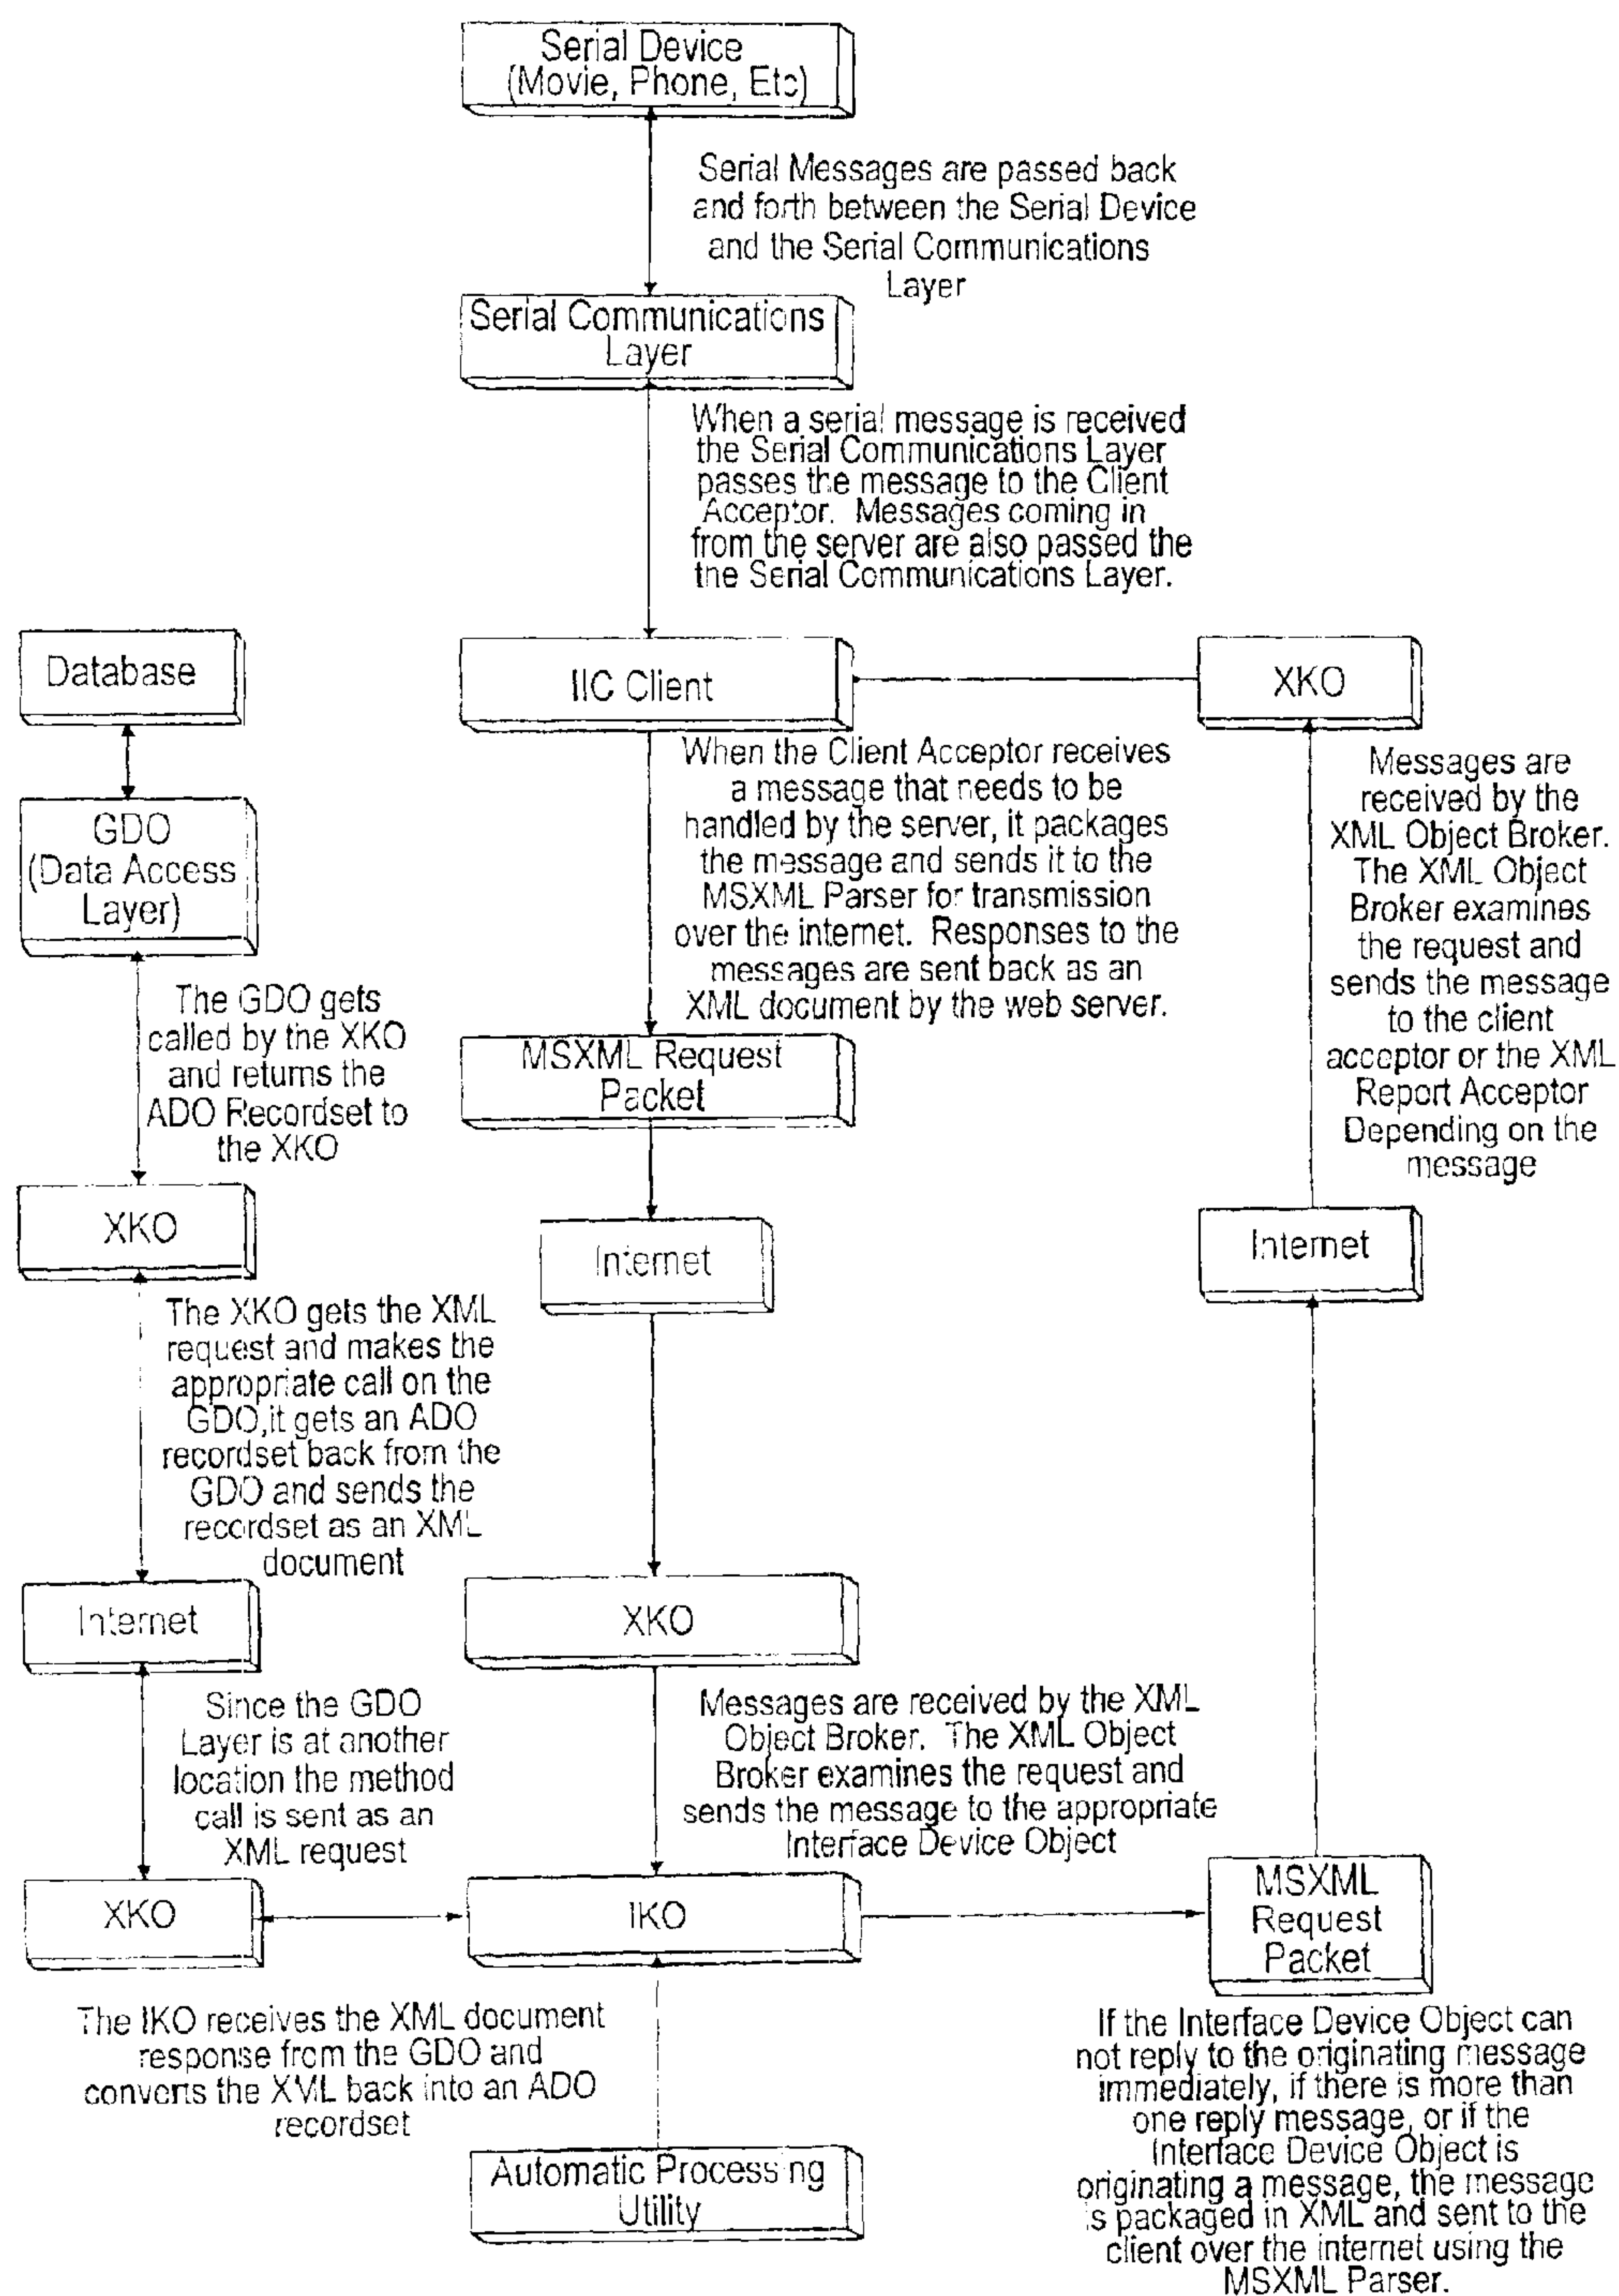 Serial Device
(Movie, Phone, Etc)
Serial Messages are passed back
and forth between the Serial Device
and the Serial Communications
Layer
Serial Communications
Layer
When a serial message is received
the Serial Communications Layer
passes the message to the Client
Acceptor. Messages coming in
from the server are also passed the
the Serial Communications Layer.
Database
IIC Client
XKO
GDO
(Data Access
Layer)
When the Client Acceptor receives
a message that needs to be
handled by the server, it packages
the message and sends it to the
MSXML Parser for transmission
over the internet. Responses to the
messages are sent back as an
XML document by the web server.
Messages are
received by the
XML Object Broker.
The XML Object
Broker examines
the request and
sends the message
to the client
acceptor or the XML
Report Acceptor
Depending on the
message
The GDO gets
called by the XKO
and returns the
ADO Recordset to
the XKO
MSXML Request
Packet
XKO
Internet
Internet
The XKO gets the XML
request and makes the
appropriate call on the
GDO,it gets an ADO
recordset back from the
GDO and sends the
recordset as an XML
document
Internet
XKO
Since the GDO
Layer is at another
location the method
call is sent as an
XML request
Messages are received by the XML
Object Broker. The XML Object
Broker examines the request and
sends the message to the appropriate
Interface Device Object
XKO
IKO
MSXML
Request
Packet
The IKO receives the XML document
response from the GDO and
converts the XML back into an ADO
recordset
Automatic Processing
Utility
If the Interface Device Object can
not reply to the originating message
immediately, if there is more than
one reply message, or if the
Interface Device Object is
originating a message, the message
is packaged in XML and sent to the
client over the internet using the
MSXML Parser.